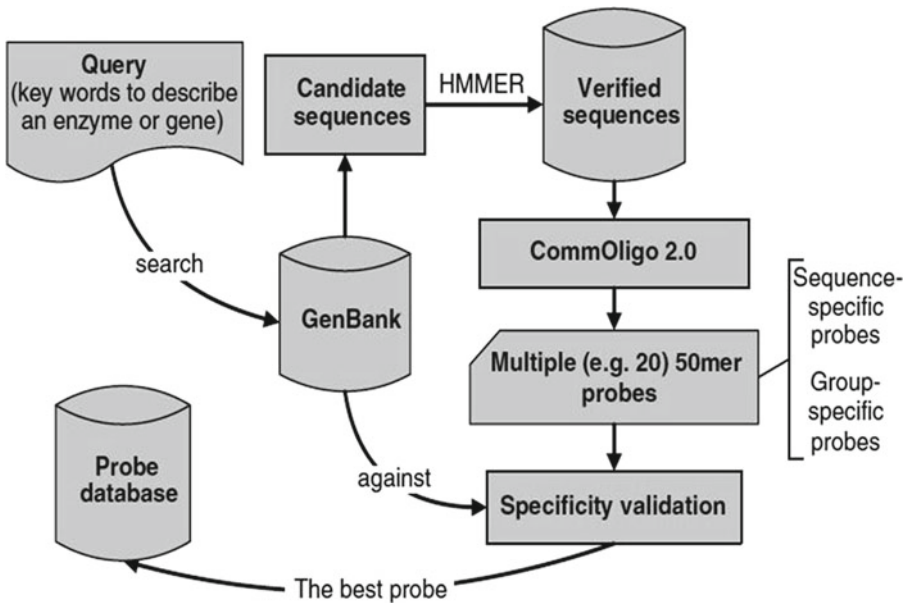 Query
(key words to describe
an enzyme or gene)
Candidate
sequences
HMMER
Verified
sequences
search
GenBank
CommOligo 2.0
Multiple (e.g. 20) 50mer
probes
Sequence-
specific
probes
Group-
specific
probes
against
Specificity validation
Probe
database
The best probe